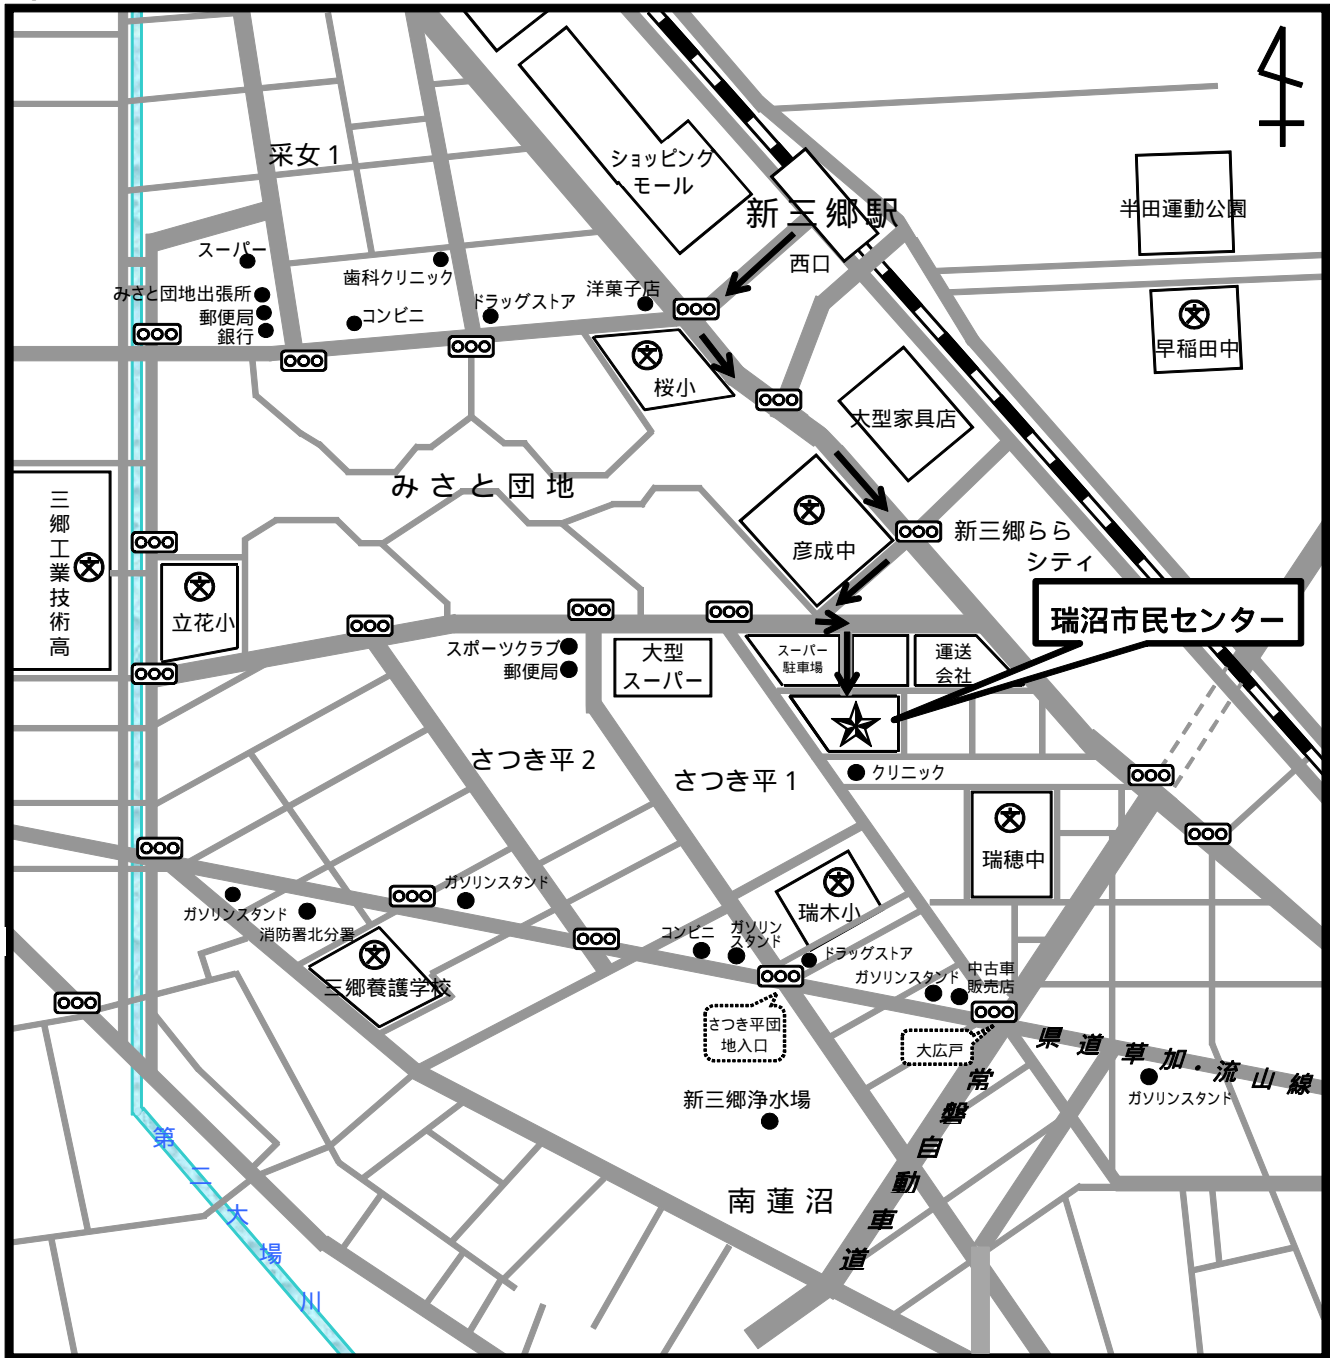 采女1
ショッピング
モール
新三郷駅
西口
半田運動公園
早稲田中
スーパー
歯科クリニック
みさと団地出張所
郵便局
銀行
コンビニ
ドラッグストア
洋菓子店
桜小
大型家具店
みさと団地
三郷工業技術高
立花小
彦成中
新三郷らら
シティ
瑞沼市民センター
スポーツクラブ
郵便局
大型
スーパー
スーパー
駐車場
運送
会社
さつき平2
さつき平1
クリニック
瑞穂中
瑞木小
ガソリンスタンド
ガソリンスタンド
消防署北分署
三郷養護学校
コンビニ
ガソリン
スタンド
ドラッグストア
ガソリンスタンド
中古車
販売店
さつき平団
地入口
大広戸
県道草加・流山線
ガソリンスタンド
常磐自動車道
新三郷浄水場
南蓮沼
第二大場川